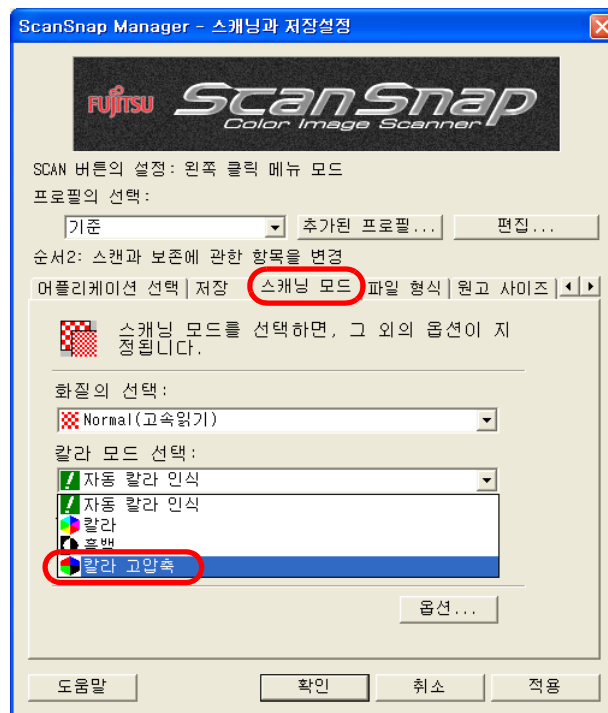 ScanSnap Manager - 스캐닝과 저장설정
FUJITSU ScanSnap
Color Image Scanner
SCAN 버튼의 설정: 왼쪽 클릭 메뉴 모드
프로필의 선택:
기준 추가된 프로필... 편집...
순서2: 스캔과 보존에 관한 항목을 변경
어플리케이션 선택 저장 스캐닝 모드 파일 형식 원고 사이즈
스캐닝 모드를 선택하면, 그 외의 옵션이 지
정됩니다.
화질의 선택:
Normal(고속읽기)
칼라 모드 선택:
자동 칼라 인식
자동 칼라 인식
칼라
흑백
칼라 고압축
옵션...
도움말 확인 취소 적용